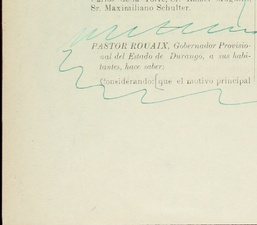 Sr. Maximiliano Schulter.
PASTOR ROUAIX, Gobernador Provisio-
nal del Estado de Durango, a sus habi-
tantes, hace saber:
Considerando: que el motivo principal